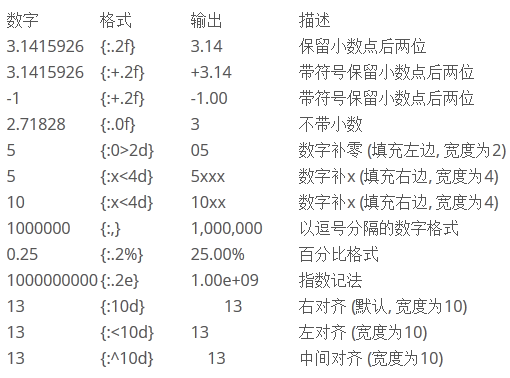 数字 格式 输出 描述
3.1415926 {:.2f} 3.14 保留小数点后两位
3.1415926 {:+.2f} +3.14 带符号保留小数点后两位
-1 {:+.2f} -1.00 带符号保留小数点后两位
2.71828 {:.0f} 3 不带小数
5 {:0>2d} 05 数字补零 (填充左边, 宽度为2)
5 {:x<4d} 5xxx 数字补x (填充右边, 宽度为4)
10 {:x<4d} 10xx 数字补x (填充右边, 宽度为4)
1000000 {:,} 1,000,000 以逗号分隔的数字格式
0.25 {:.2%} 25.00% 百分比格式
1000000000 {:.2e} 1.00e+09 指数记法
13 {:10d} 13 右对齐 (默认, 宽度为10)
13 {:<10d} 13 左对齐 (宽度为10)
13 {:^10d} 13 中间对齐 (宽度为10)